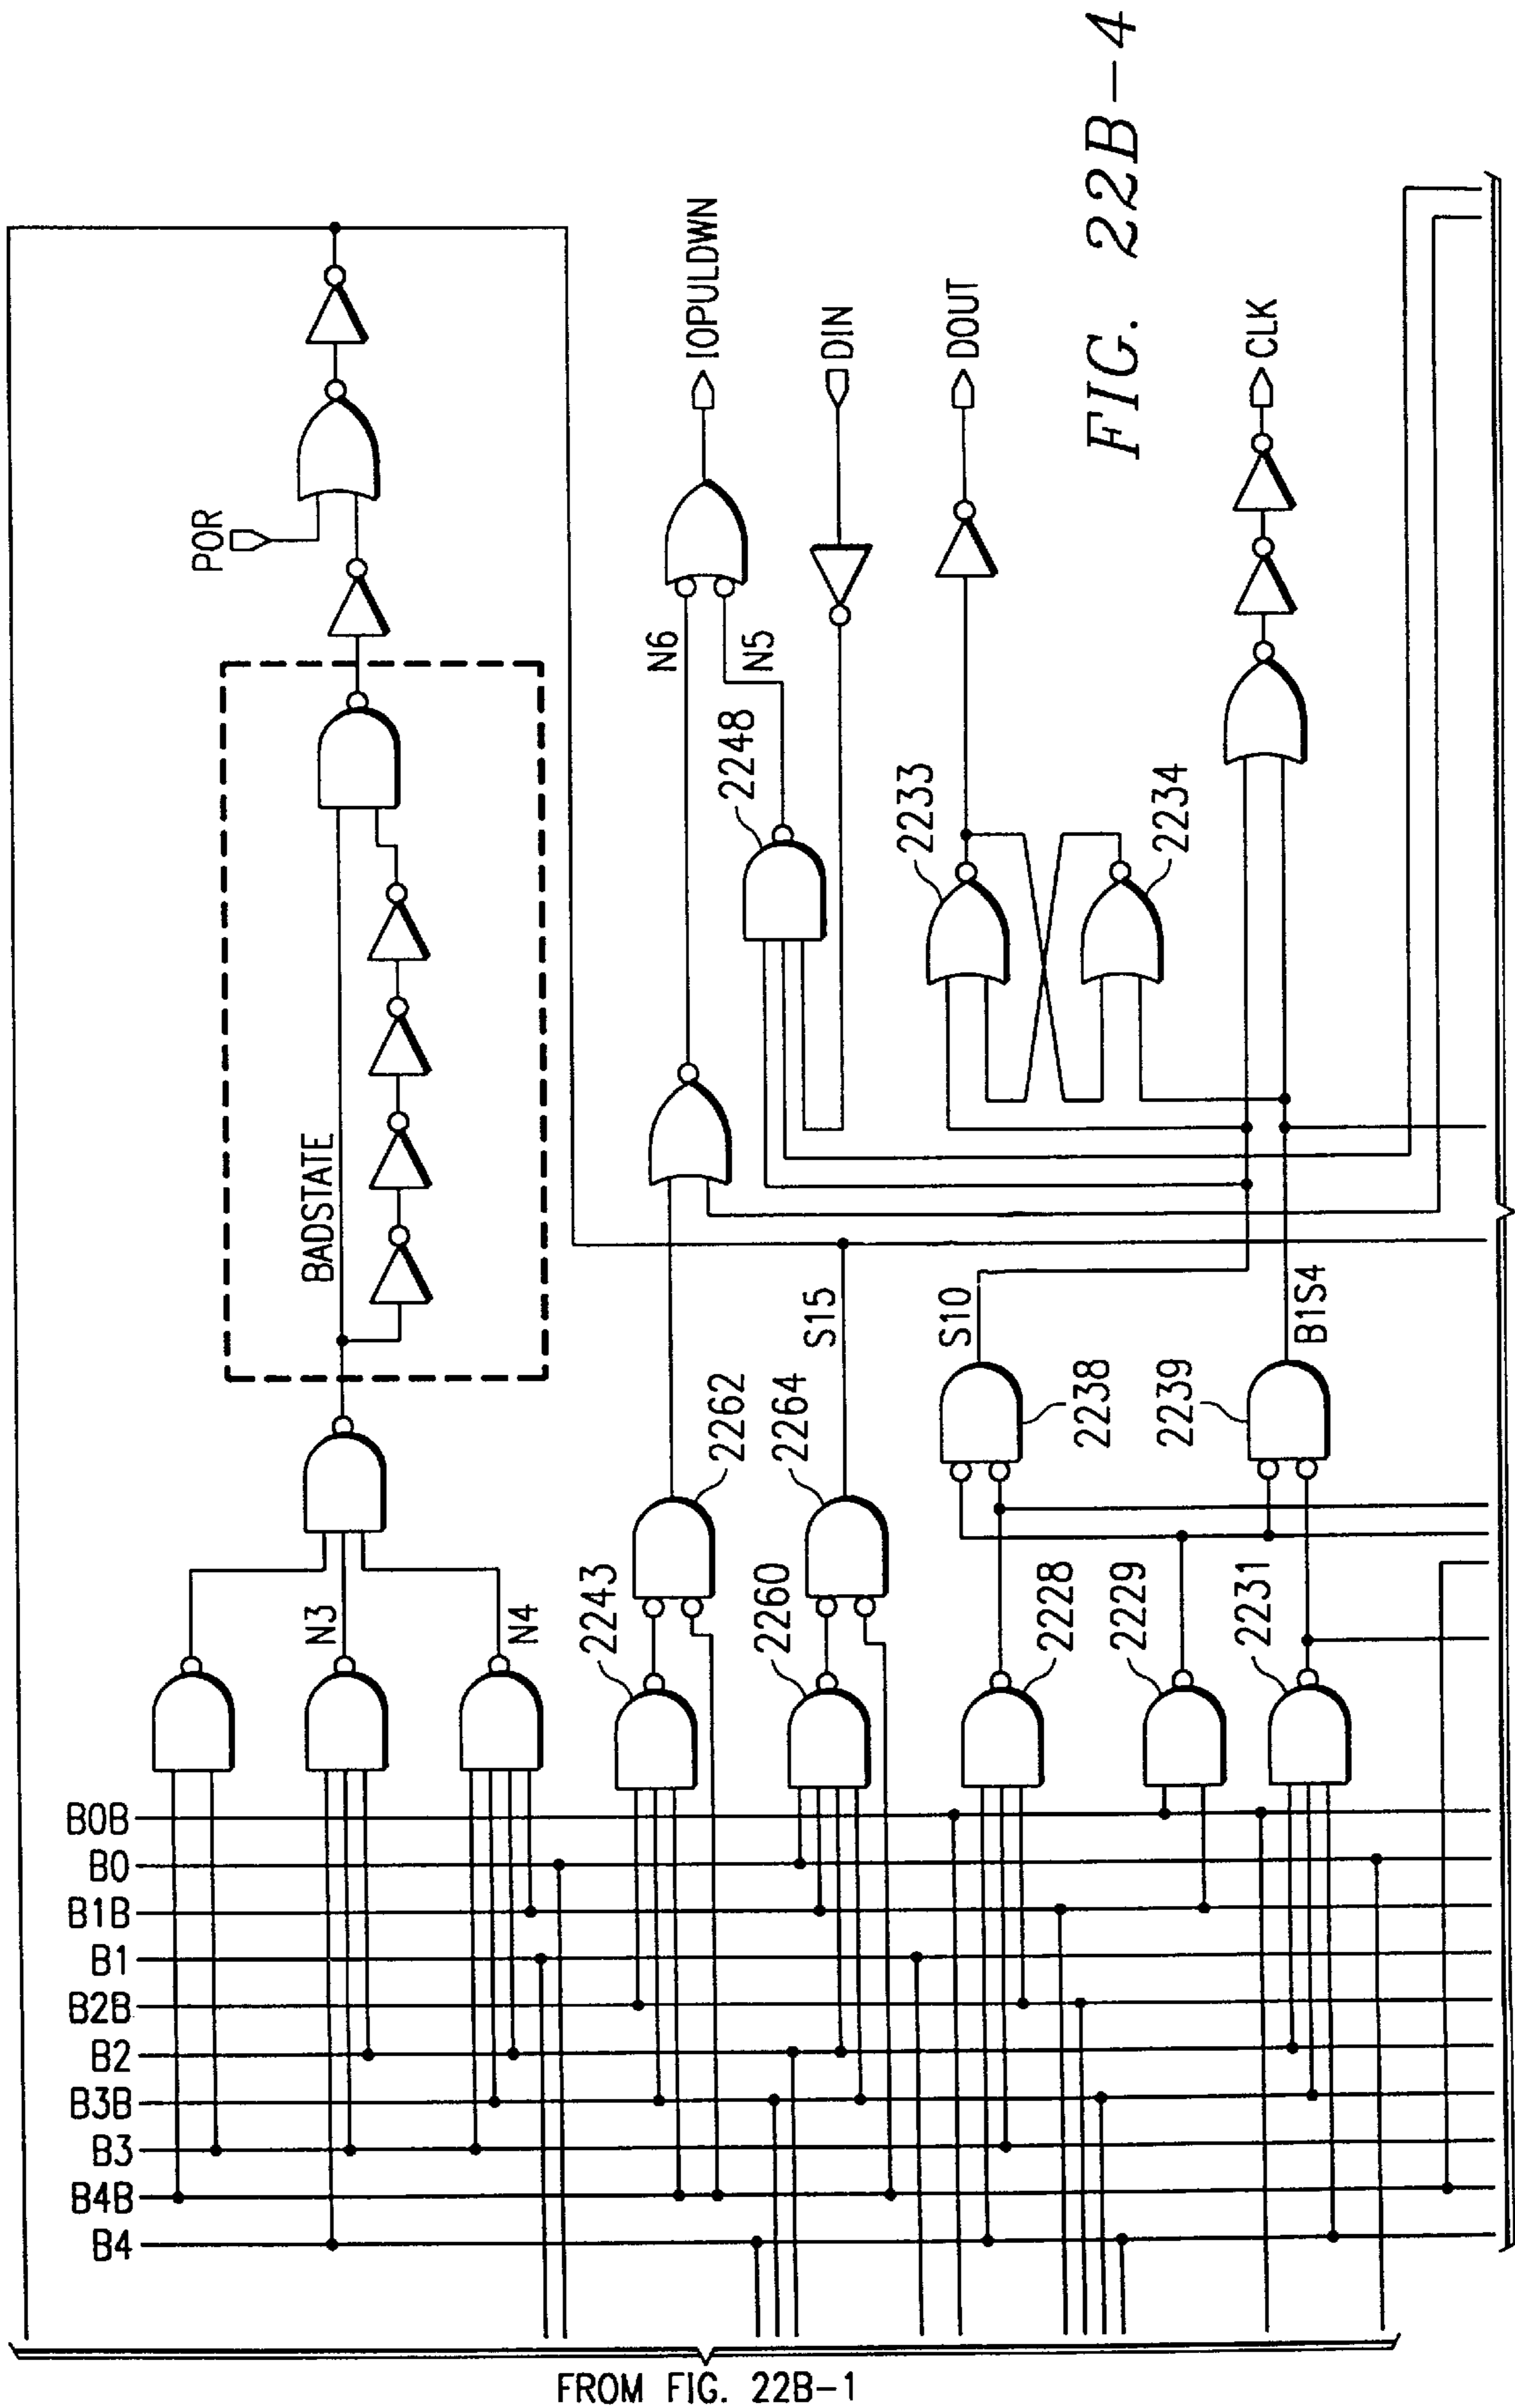 B0B
B0
B1B
B1
B2B
B2
B3B
B3
B4B
B4
N3
N4
BADSTATE
POR
2243
2262
N6
IOPULDWN
2260
2264
S15
2248
N5
DIN
2228
2238
S10
2233
DOUT
2229
2234
2231
2239
B1S4
CLK
FROM FIG. 22B-1
FIG. 22B-4